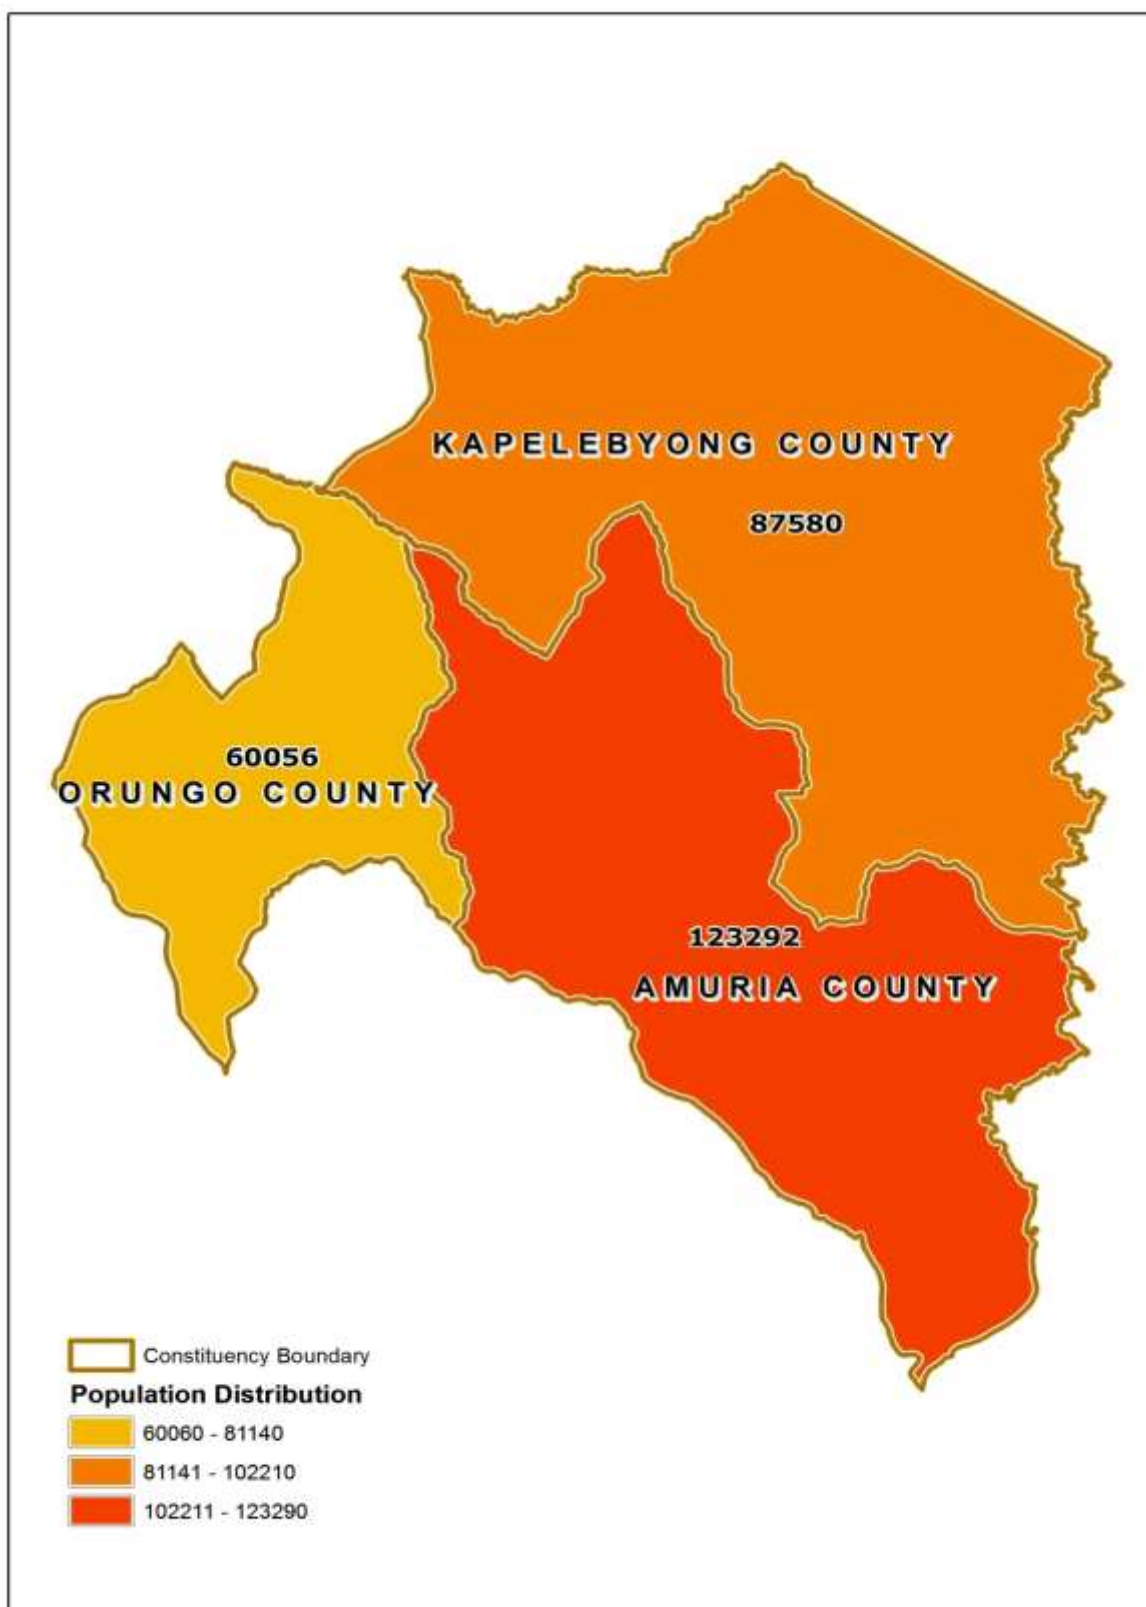 KAPELEBYONG COUNTY
87580
60056
ORUNGO COUNTY
123292
AMURIA COUNTY
Constituency Boundary
Population Distribution
60060 - 81140
81141 - 102210
102211 - 123290